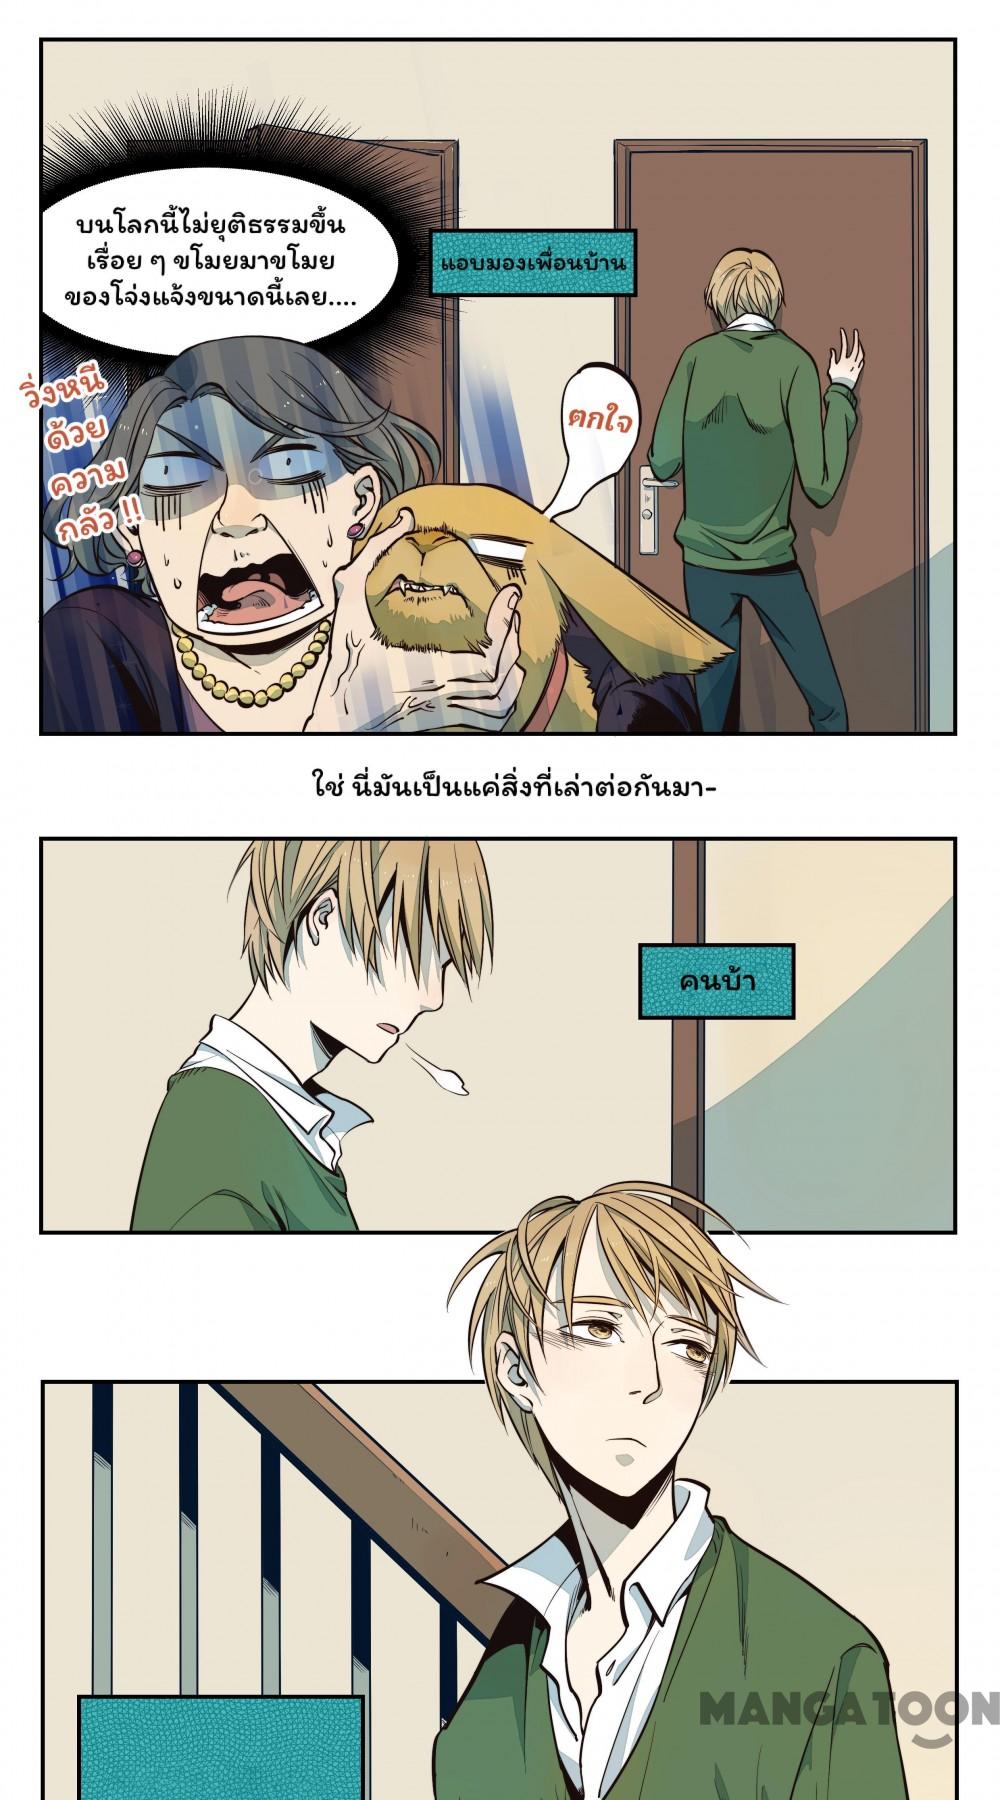 บนโลกนี้ไม่ยุติธรรมขึ้น
เรื่อย ๆ ขโมยมาขโมย
ของโจ่งแจ้งขนาดนี้เลย....
แอบมองเพื่อนบ้าน
วิ่งหนี
ด้วย
ความ
กลัว !!
ตกใจ
ใช่ นี่มันเป็นแค่สิ่งที่เล่าต่อกันมา-
คนบ้า
MANGATOON